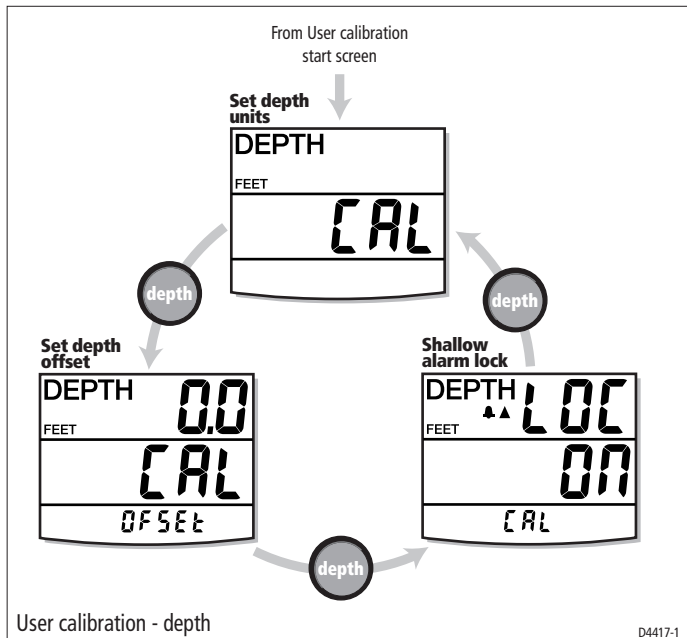 From User calibration
start screen
Set depth
units
DEPTH
FEET
CAL
depth
depth
Set depth
offset
DEPTH 0.0
FEET
CAL
OFSEt
Shallow
alarm lock
DEPTH LOC
FEET
ON
CAL
depth
User calibration - depth
D4417-1